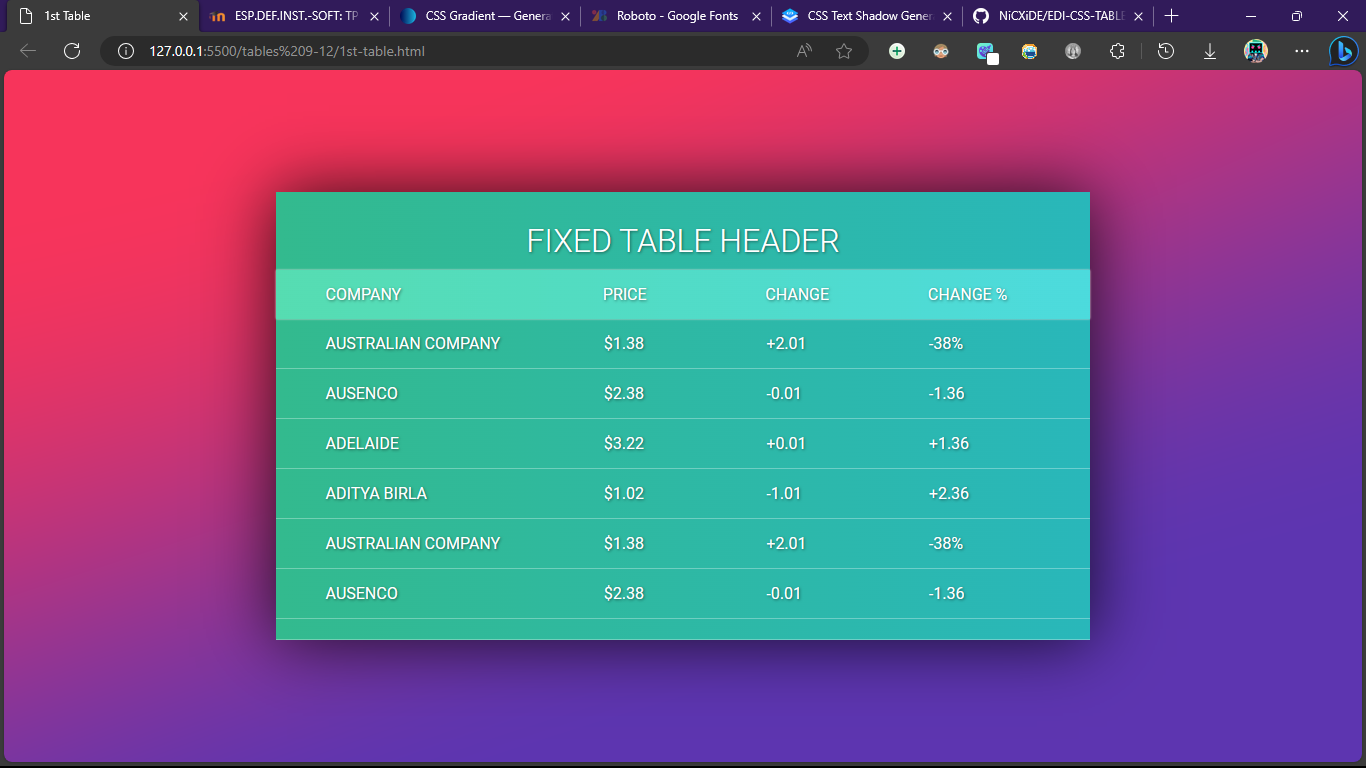 1st Table
ESP.DEF.INST.-SOFT: TP
CSS Gradient — Genera
Roboto - Google Fonts
CSS Text Shadow Gener
NiCXiDE/EDI-CSS-TABLE
127.0.0.1:5500/tables%209-12/1st-table.html
FIXED TABLE HEADER
COMPANY PRICE CHANGE CHANGE %
AUSTRALIAN COMPANY $1.38 +2.01 -38%
AUSENCO $2.38 -0.01 -1.36
ADELAIDE $3.22 +0.01 +1.36
ADITYA BIRLA $1.02 -1.01 +2.36
AUSTRALIAN COMPANY $1.38 +2.01 -38%
AUSENCO $2.38 -0.01 -1.36